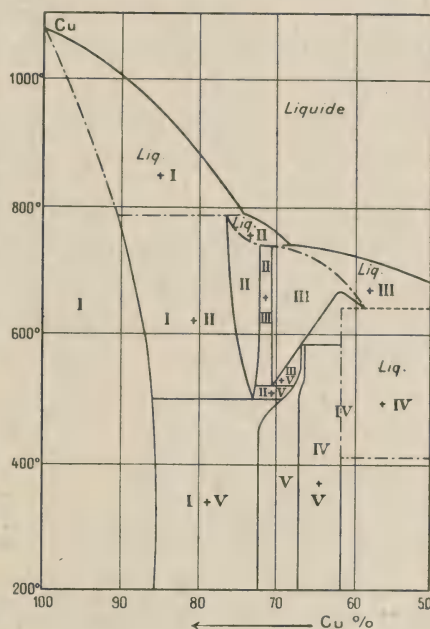 Cu
1000°
Liquide
Liq.
+ I
800°
Liq.
+ II
II
+
III
Liq.
+ III
II
III
I
I + II
600°
III
+ V
II + V
Liq.
+ IV
IV
IV
400°
I + V
V
+
V
200°
100 90 80 70 60 50
Cu %